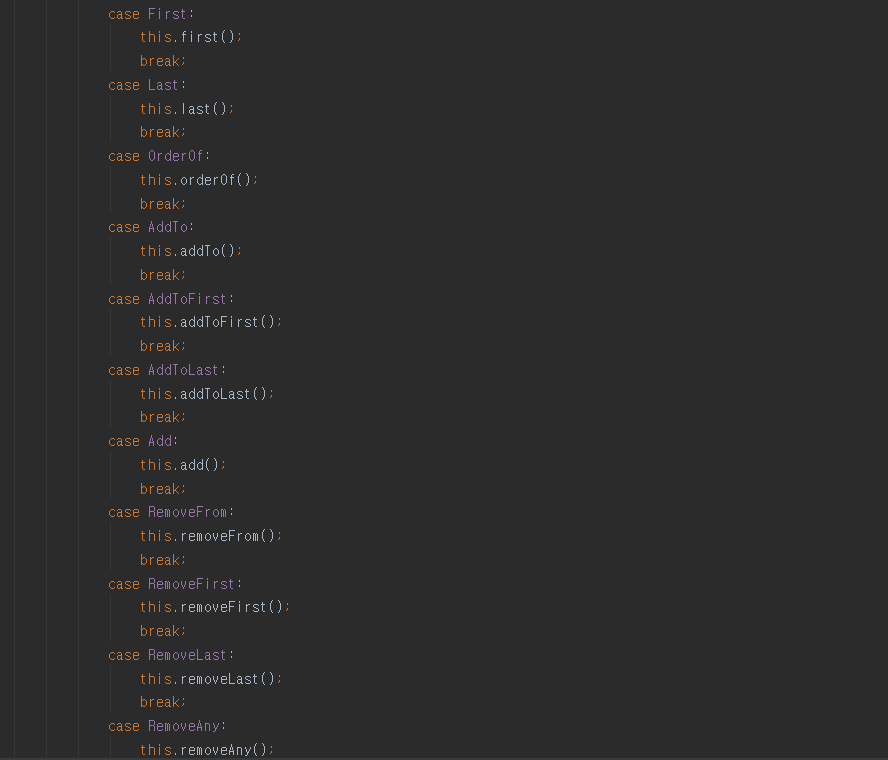 case First:
this.first();
break;
case Last:
this.last();
break;
case OrderOf:
this.orderOf();
break;
case AddTo:
this.addTo();
break;
case AddToFirst:
this.addToFirst();
break;
case AddToLast:
this.addToLast();
break;
case Add:
this.add();
break;
case RemoveFrom:
this.removeFrom();
break;
case RemoveFirst:
this.removeFirst();
break;
case RemoveLast:
this.removeLast();
break;
case RemoveAny:
this.removeAny();